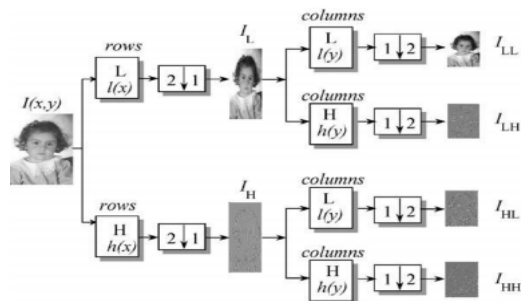 columns
rows
I_L
L
l(y)
1↓2
I_LL
L
l(x)
2↓1
I(x,y)
columns
H
h(y)
1↓2
I_LH
rows
I_H
columns
L
l(y)
1↓2
I_HL
H
h(x)
2↓1
columns
H
h(y)
1↓2
I_HH